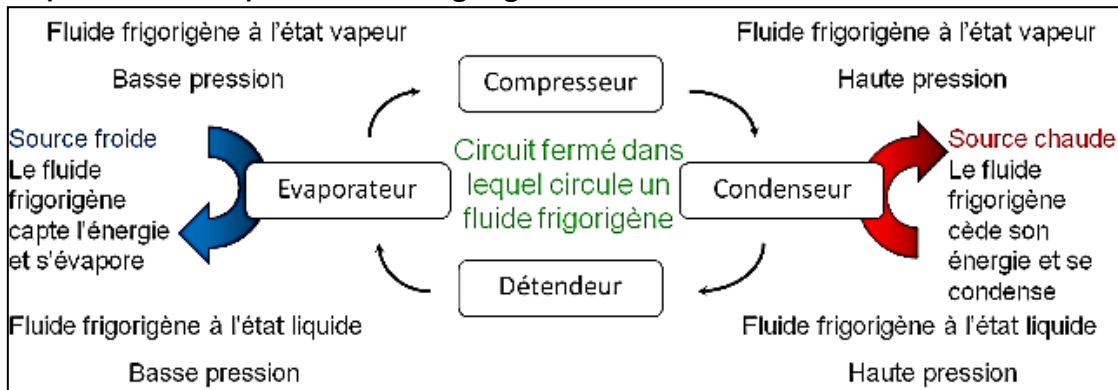 Fluide frigorigène à l'état vapeur
Basse pression
Fluide frigorigène à l'état vapeur
Haute pression
Compresseur
Source froide
Le fluide
frigorigène
capte l'énergie
et s'évapore
Evaporateur
Circuit fermé dans
lequel circule un
fluide frigorigène
Condenseur
Source chaude
Le fluide
frigorigène
cède son
énergie et se
condense
Détendeur
Fluide frigorigène à l'état liquide
Basse pression
Fluide frigorigène à l'état liquide
Haute pression